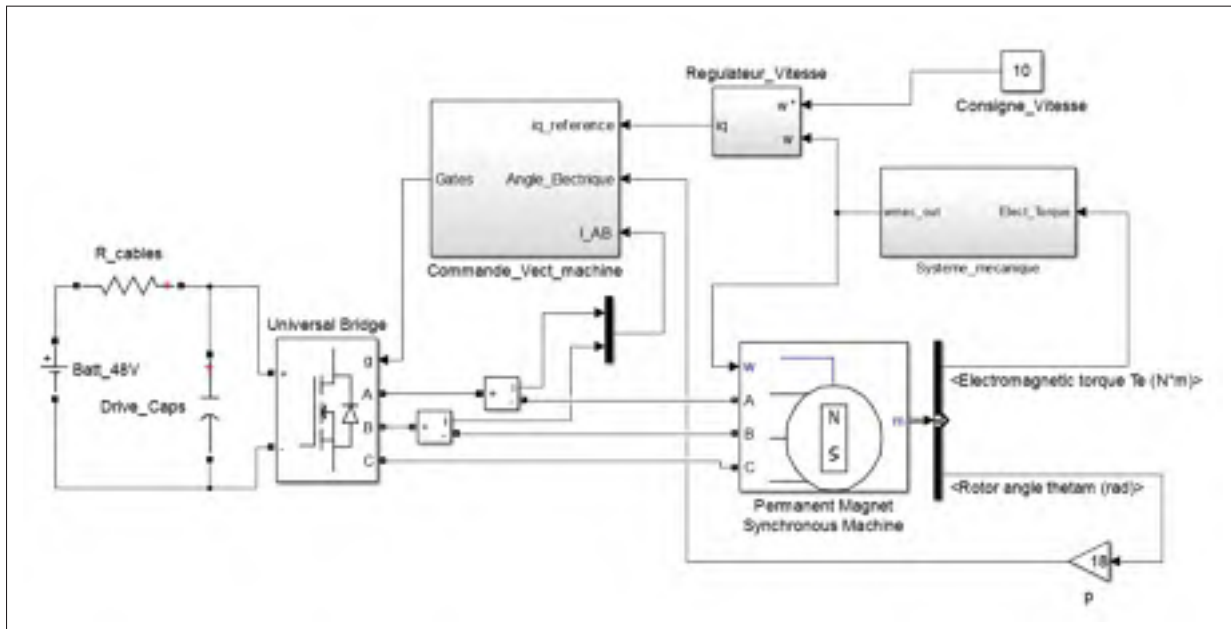 Regulateur_Vitesse
10
Consigne_Vitesse
w*
iq
w
iq_reference
Gates
Angle_Electrique
I_AB
Commande_Vect_machine
wmec_out
Elect_Torque
Systeme_mecanique
R_cables
+
Batt_48V
+
Drive_Caps
+
Universal Bridge
g
+
A
B
-
C
+
i
-
+
i
-
w
A
B
C
N
S
m
Permanent Magnet
Synchronous Machine
<Electromagnetic torque Te (N*m)>
<Rotor angle thetam (rad)>
18
p